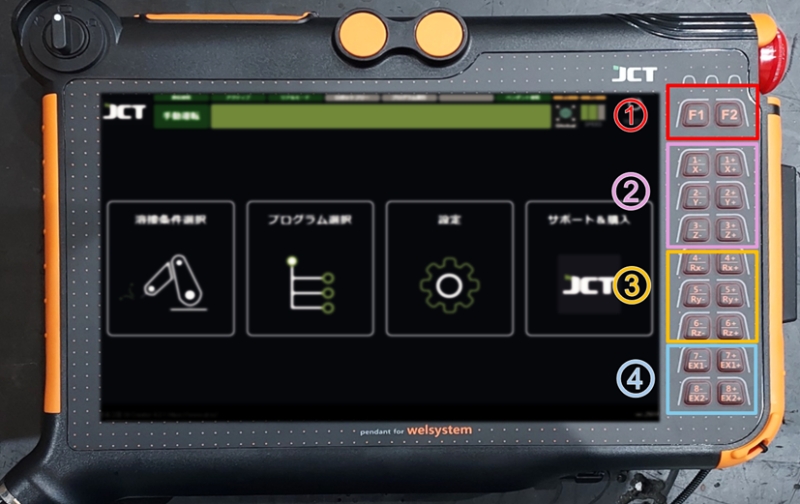 JCT
JCT
手動運転
① F1 F2
② 1- X- 1+ X+
2- Y- 2+ Y+
3- Z- 3+ Z+
溶接条件選択
プログラム選択
設定
サポート&購入
JCT
③ 4- Rx- 4+ Rx+
5- Ry- 5+ Ry+
6- Rz- 6+ Rz+
④ 7- EX1- 7+ EX1+
8- EX2- 8+ EX2+
pendant for welsystem